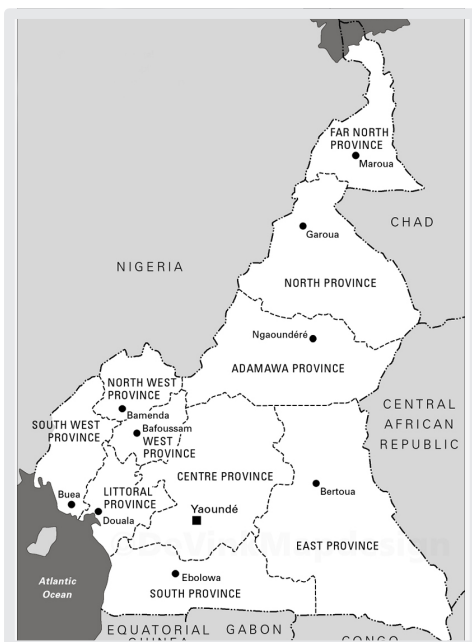 FAR NORTH
PROVINCE
Maroua
CHAD
Garoua
NIGERIA
NORTH PROVINCE
Ngaoundéré
ADAMAWA PROVINCE
NORTH WEST
PROVINCE
CENTRAL
AFRICAN
REPUBLIC
Bamenda
SOUTH WEST
PROVINCE
Bafoussam
WEST
PROVINCE
CENTRE PROVINCE
Bertoua
LITTORAL
PROVINCE
Buea
Douala
Yaoundé
EAST PROVINCE
Atlantic
Ocean
Ebolowa
SOUTH PROVINCE
EQUATORIAL
GUINEA
GABON
CONGO